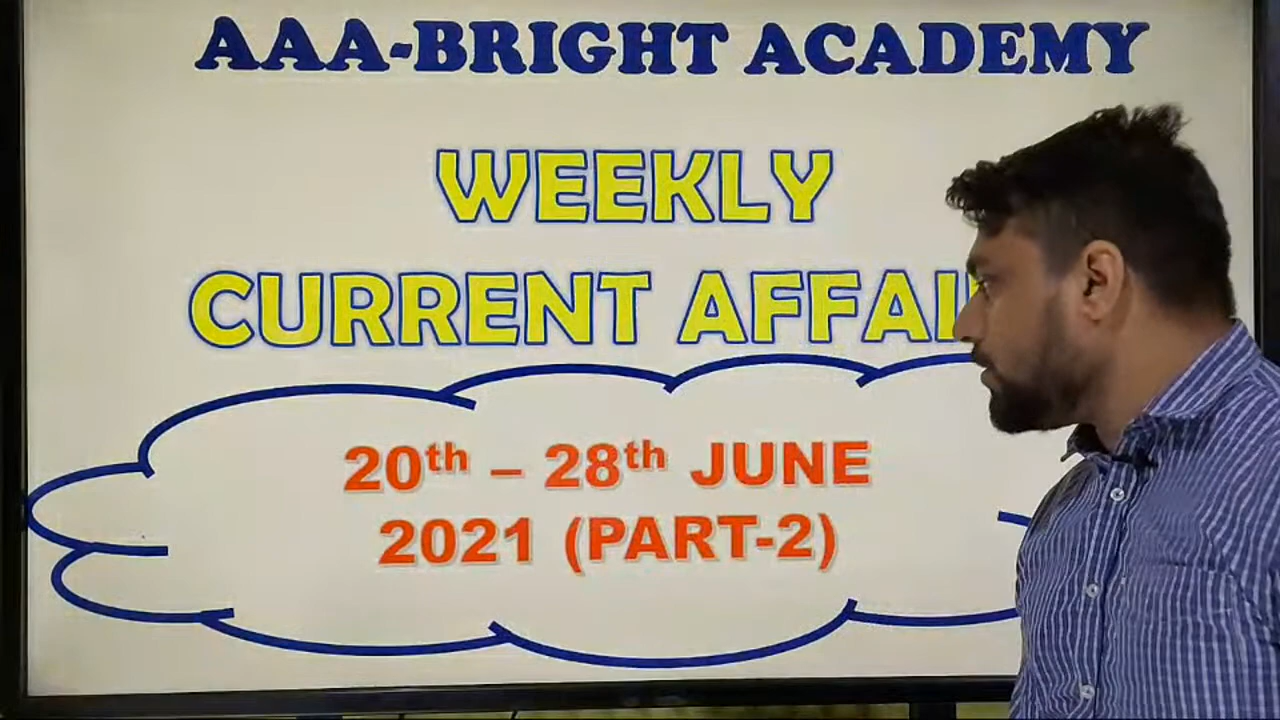 AAA-BRIGHT ACADEMY
WEEKLY
CURRENT AFFAI
20th – 28th JUNE
2021 (PART-2)